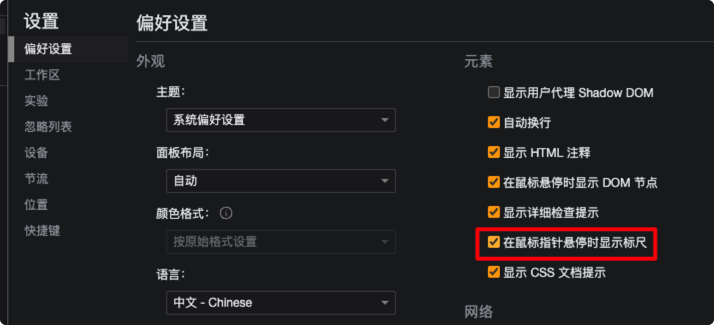 设置
偏好设置
工作区
实验
忽略列表
设备
节流
位置
快捷键
偏好设置
外观
主题：
系统偏好设置
面板布局：
自动
颜色格式：
按原始格式设置
语言：
中文 - Chinese
元素
显示用户代理 Shadow DOM
自动换行
显示 HTML 注释
在鼠标悬停时显示 DOM 节点
显示详细检查提示
在鼠标指针悬停时显示标尺
显示 CSS 文档提示
网络